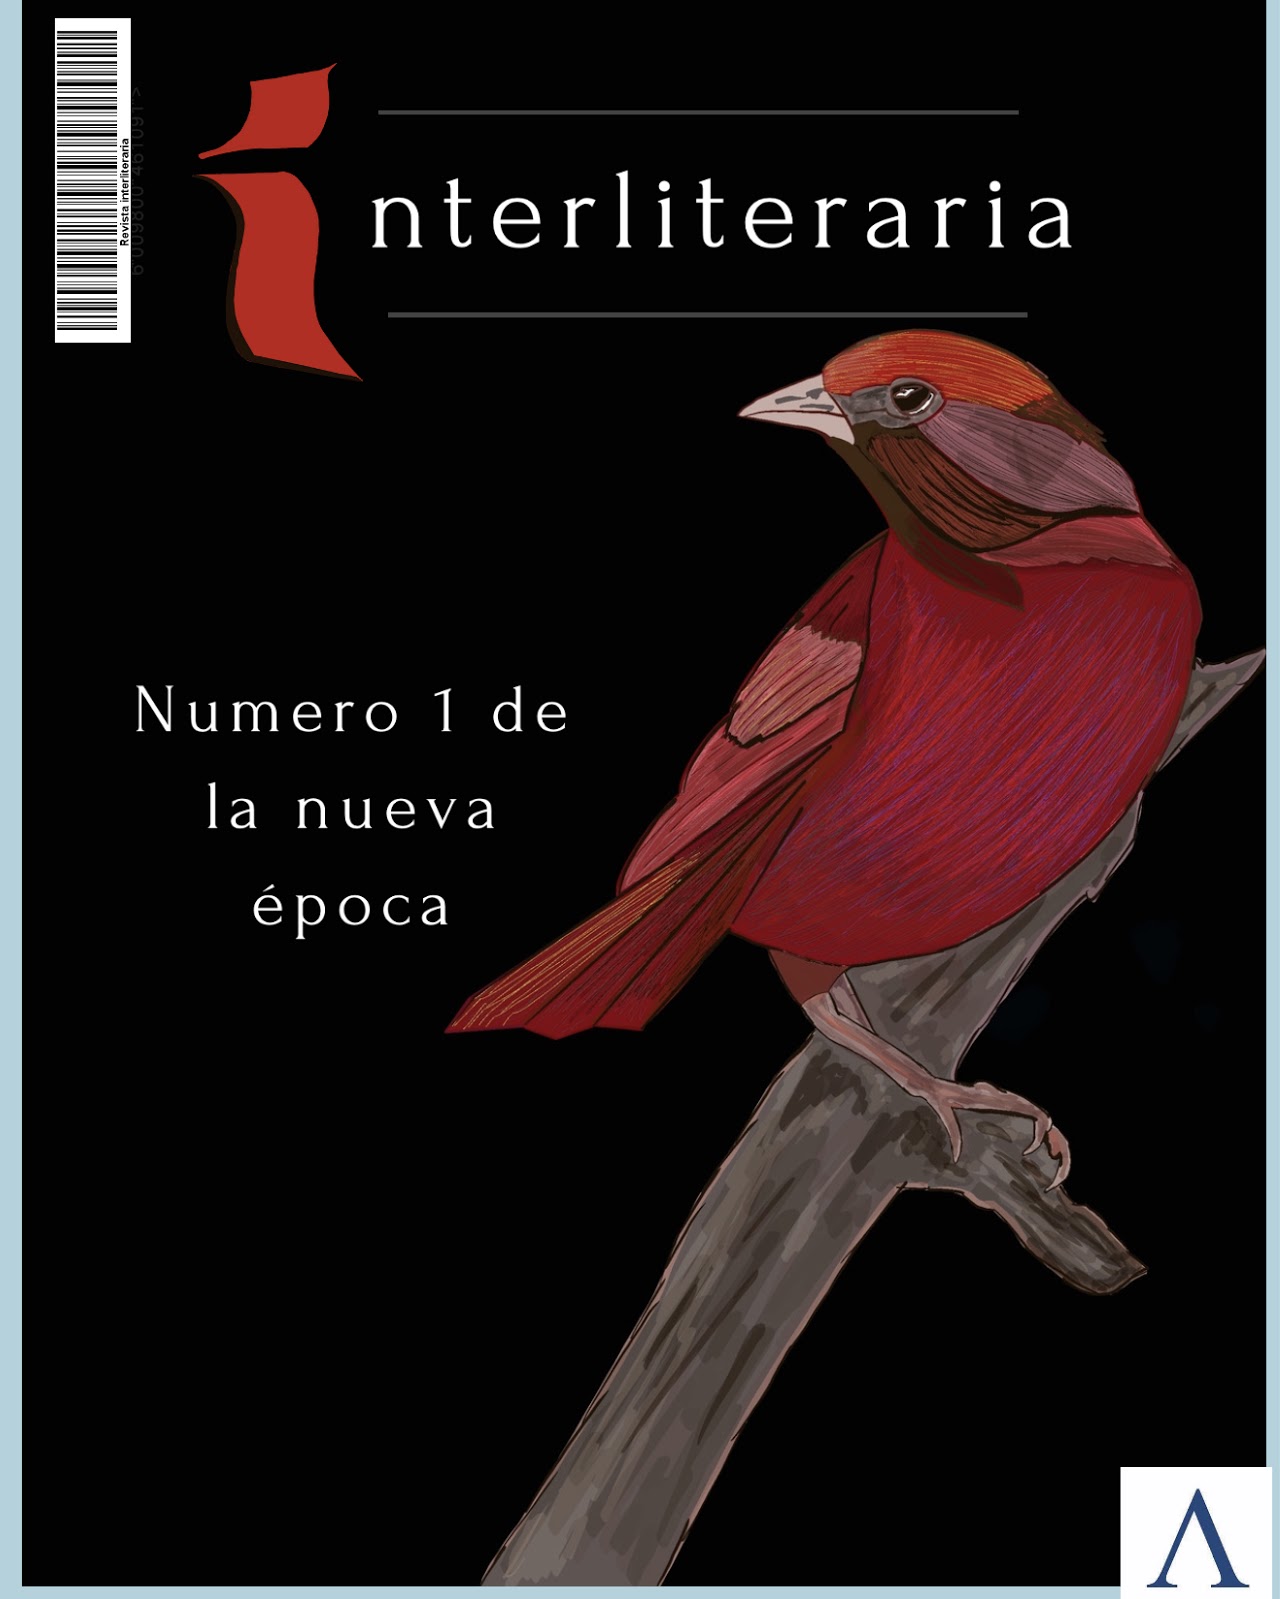 Revista interliteraria
interliteraria
Numero 1 de
la nueva
época
Λ